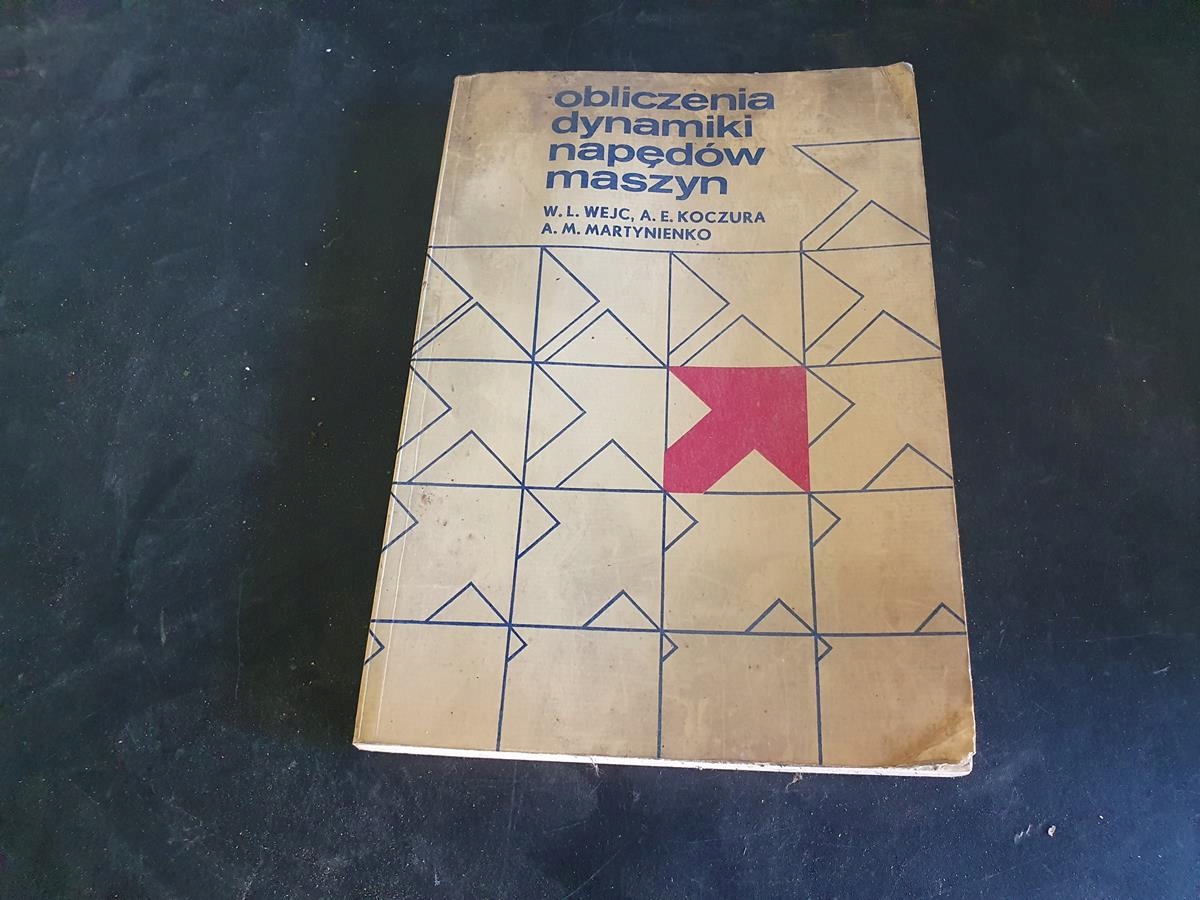 obliczenia
dynamiki
napędów
maszyn
W. L. WEJC, A. E. KOCZURA
A. M. MARTYNIENKO